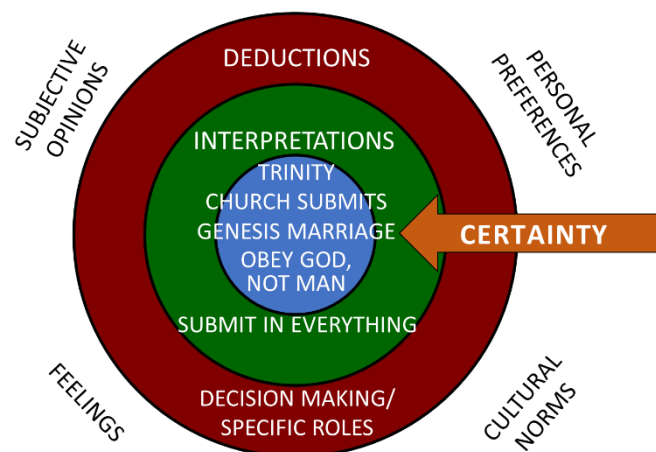 SUBJECTIVE
OPINIONS
DEDUCTIONS
PERSONAL
PREFERENCES
INTERPRETATIONS
TRINITY
CHURCH SUBMITS
GENESIS MARRIAGE
OBEY GOD,
NOT MAN
CERTAINTY
SUBMIT IN EVERYTHING
FEELINGS
DECISION MAKING/
SPECIFIC ROLES
CULTURAL
NORMS